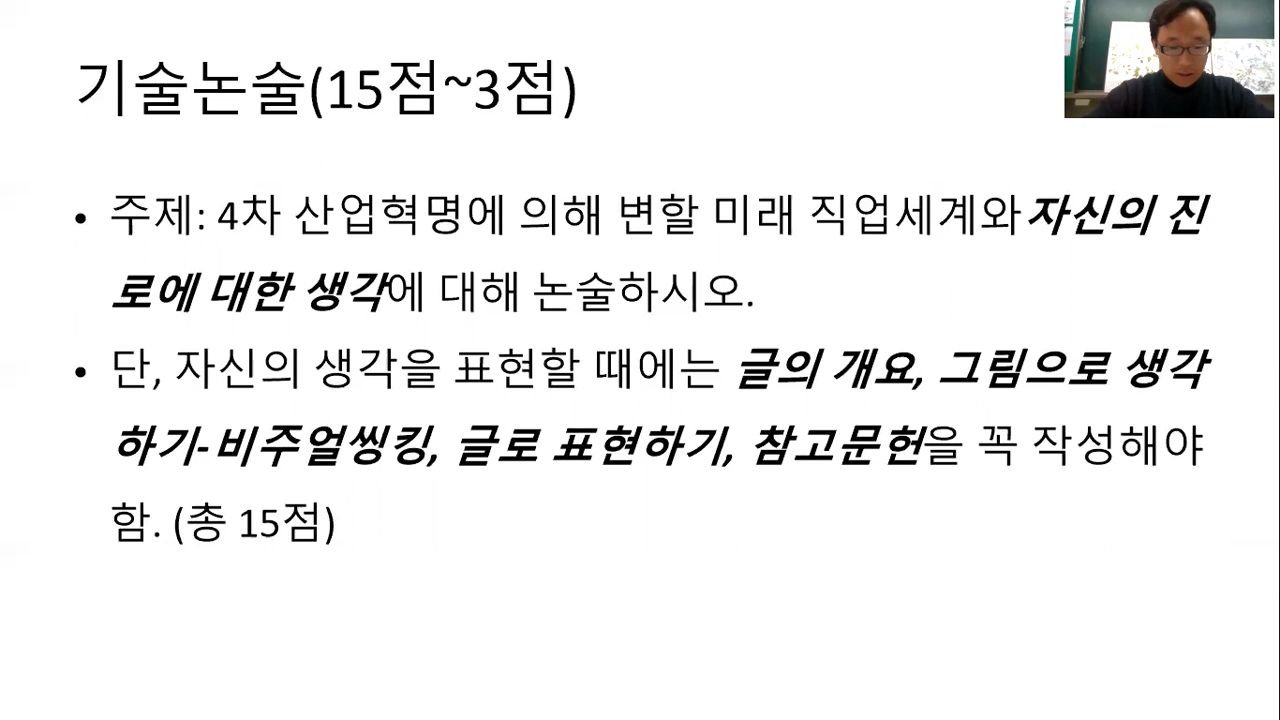 기술논술(15점~3점)
• 주제: 4차 산업혁명에 의해 변할 미래 직업세계와 자신의 진
로에 대한 생각에 대해 논술하시오.
• 단, 자신의 생각을 표현할 때에는 글의 개요, 그림으로 생각
하기-비주얼씽킹, 글로 표현하기, 참고문헌을 꼭 작성해야
함. (총 15점)